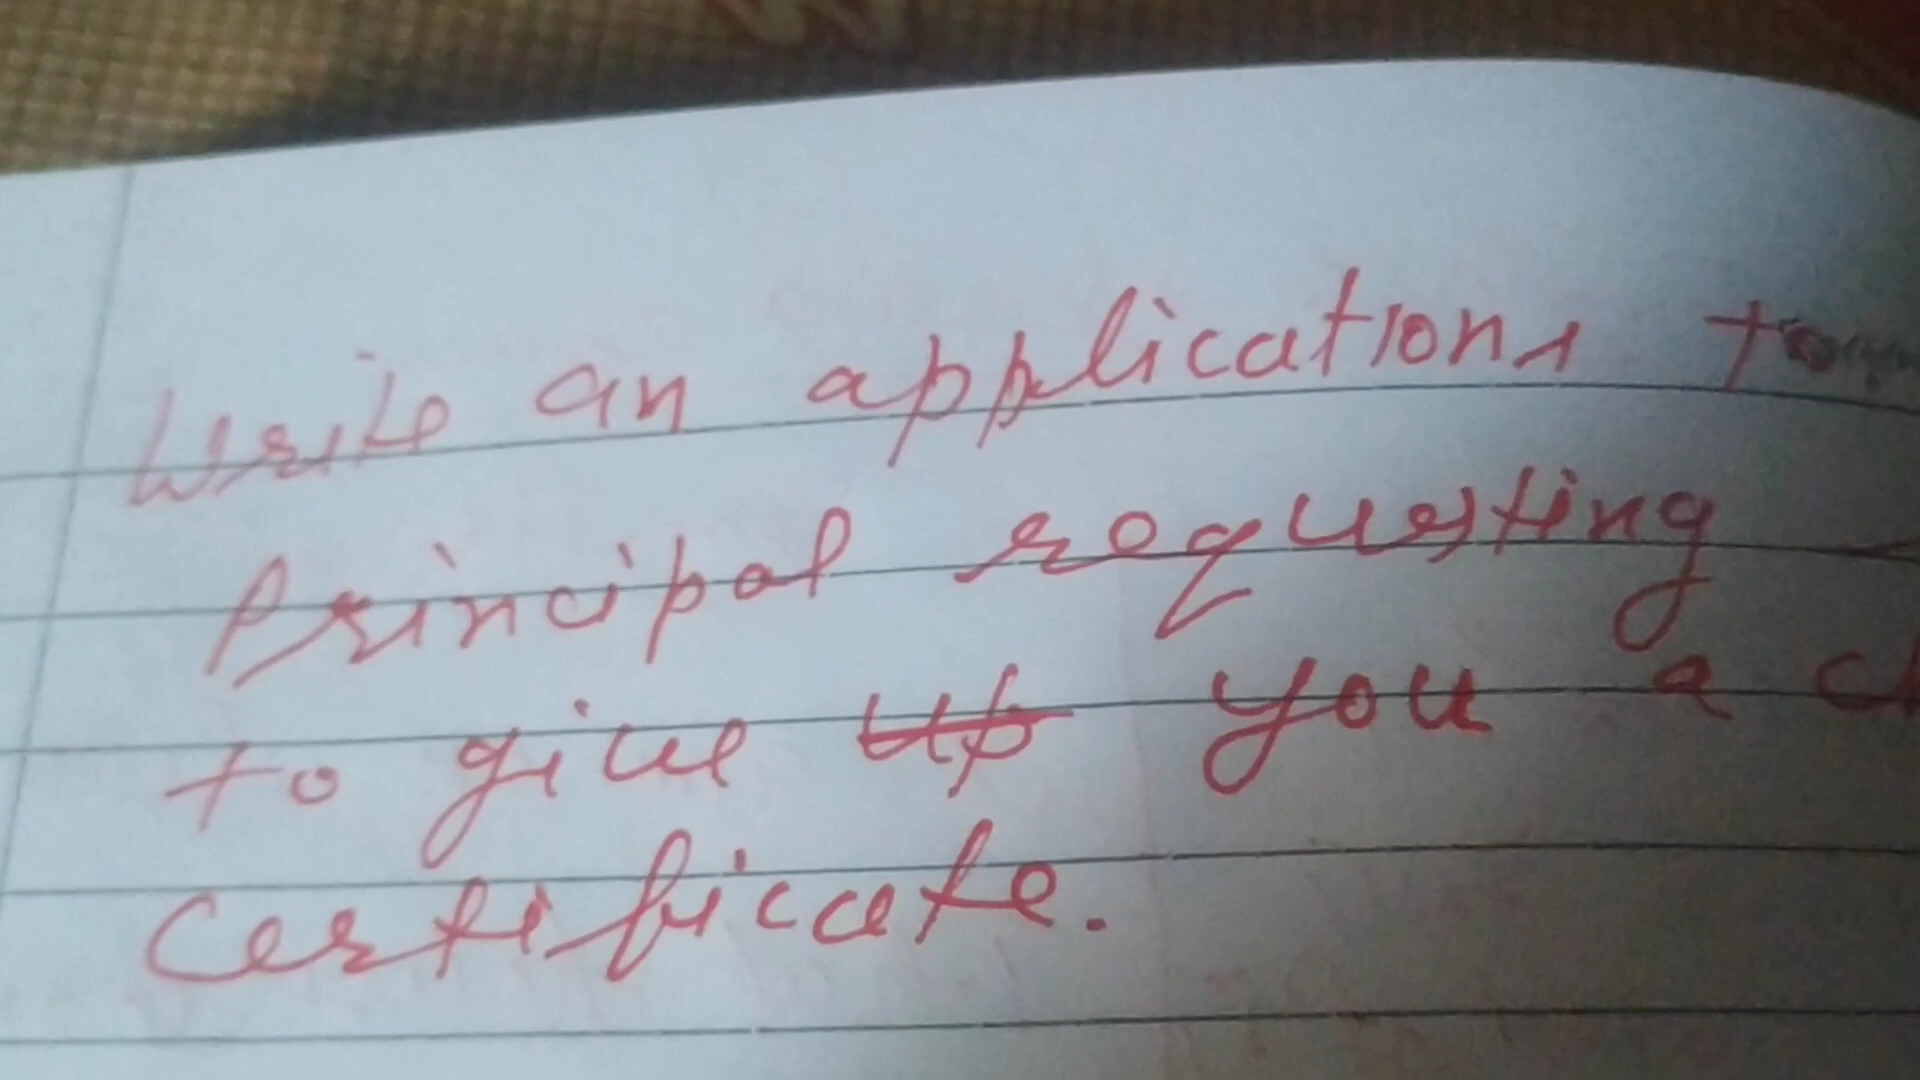 Write an applications to
Principal requesting
to give up you a
certificate.